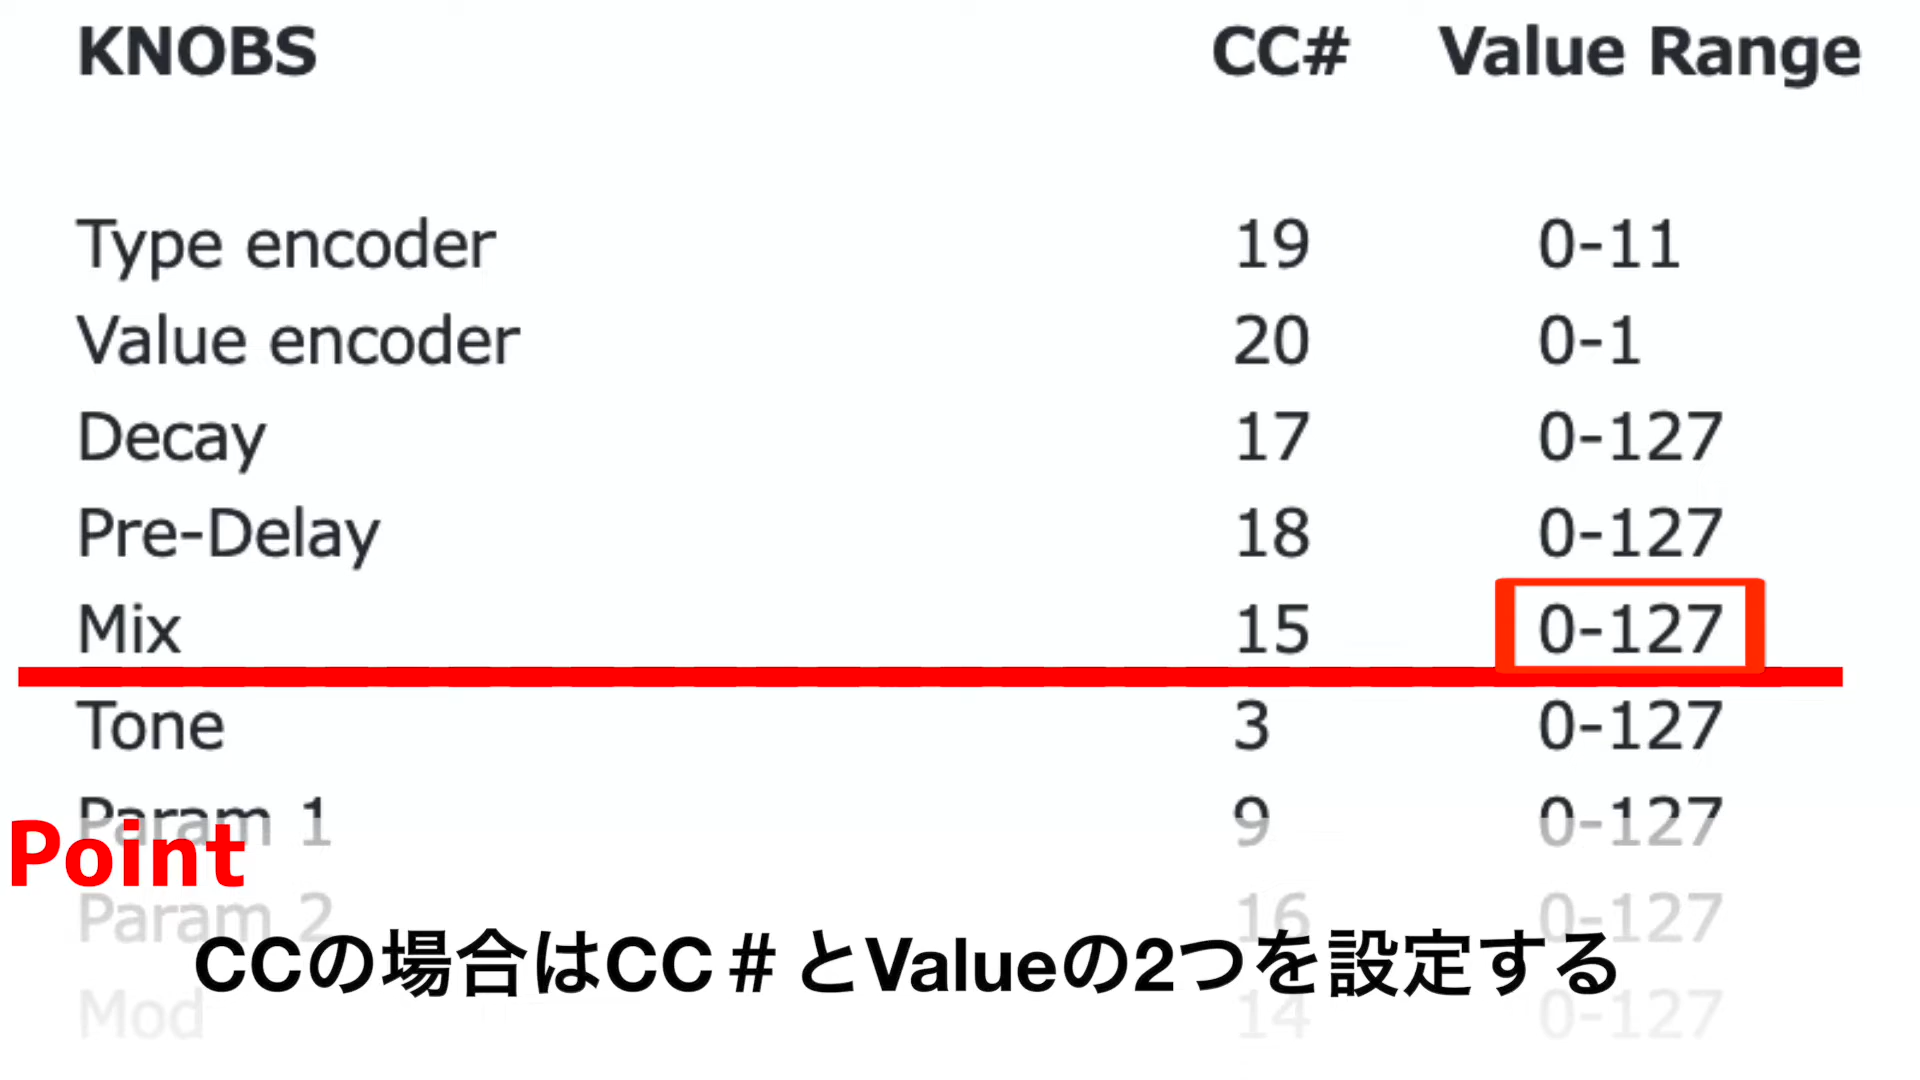 KNOBS CC# Value Range
Type encoder 19 0-11
Value encoder 20 0-1
Decay 17 0-127
Pre-Delay 18 0-127
Mix 15 0-127
Tone 3 0-127
Param 1 9 0-127
Point
Param 2 16 0-127
CCの場合はCC＃とValueの2つを設定する
Mod 14 0-127